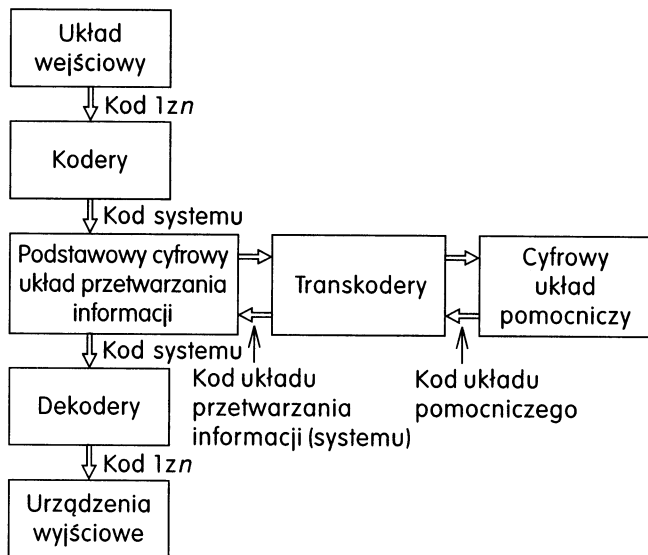 Układ
wejściowy
Kod 1zn
Kodery
Kod systemu
Podstawowy cyfrowy
układ przetwarzania
informacji
Transkodery
Cyfrowy
układ
pomocniczy
Kod systemu
Kod układu
przetwarzania
informacji (systemu)
Kod układu
pomocniczego
Dekodery
Kod 1zn
Urządzenia
wyjściowe